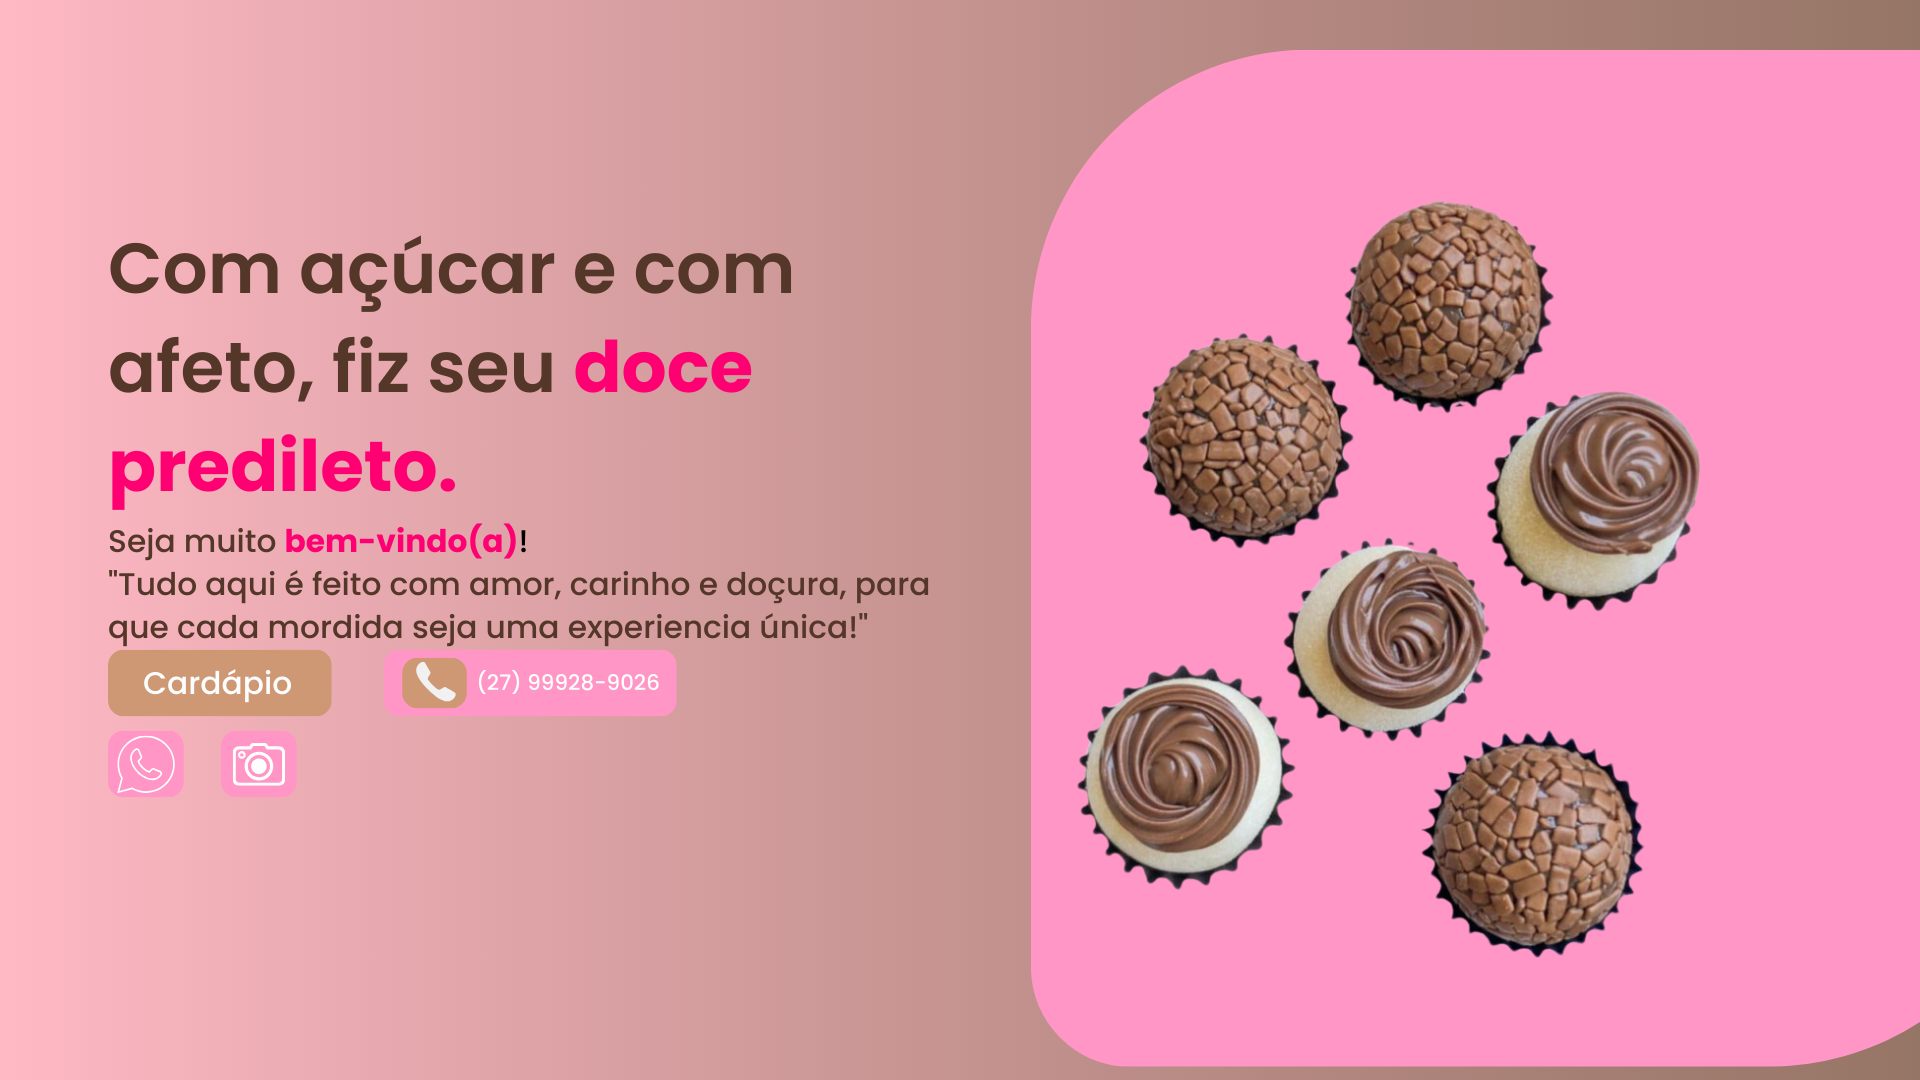 Com açúcar e com
afeto, fiz seu doce
predileto.
Seja muito bem-vindo(a)!
"Tudo aqui é feito com amor, carinho e doçura, para
que cada mordida seja uma experiencia única!"
Cardápio
(27) 99928-9026